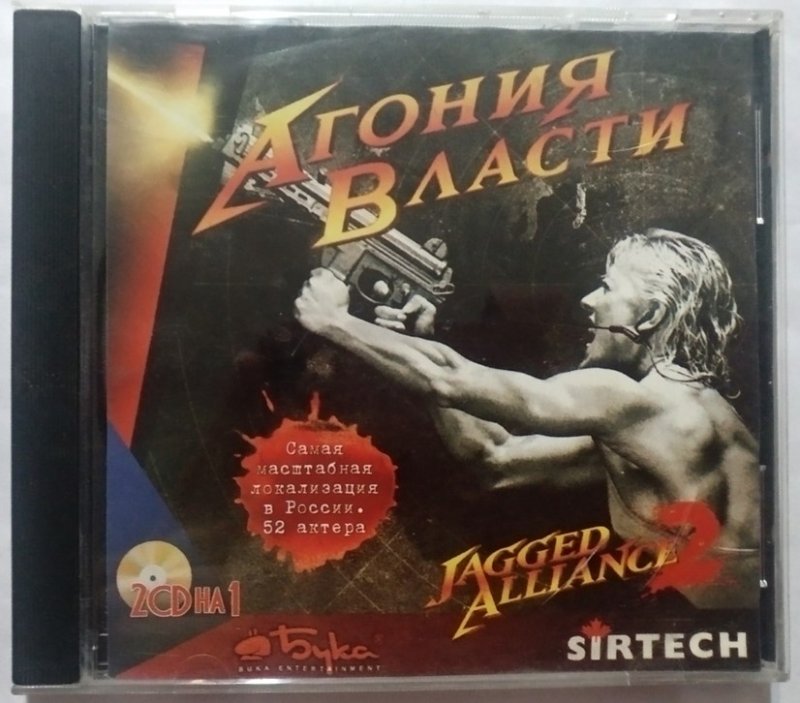 Агония
Власти
Самая
масштабная
локализация
в России.
52 актера
JAGGED
ALLIANCE 2
2CD НА 1
Бука®
BUKA ENTERTAINMENT
SIRTECH